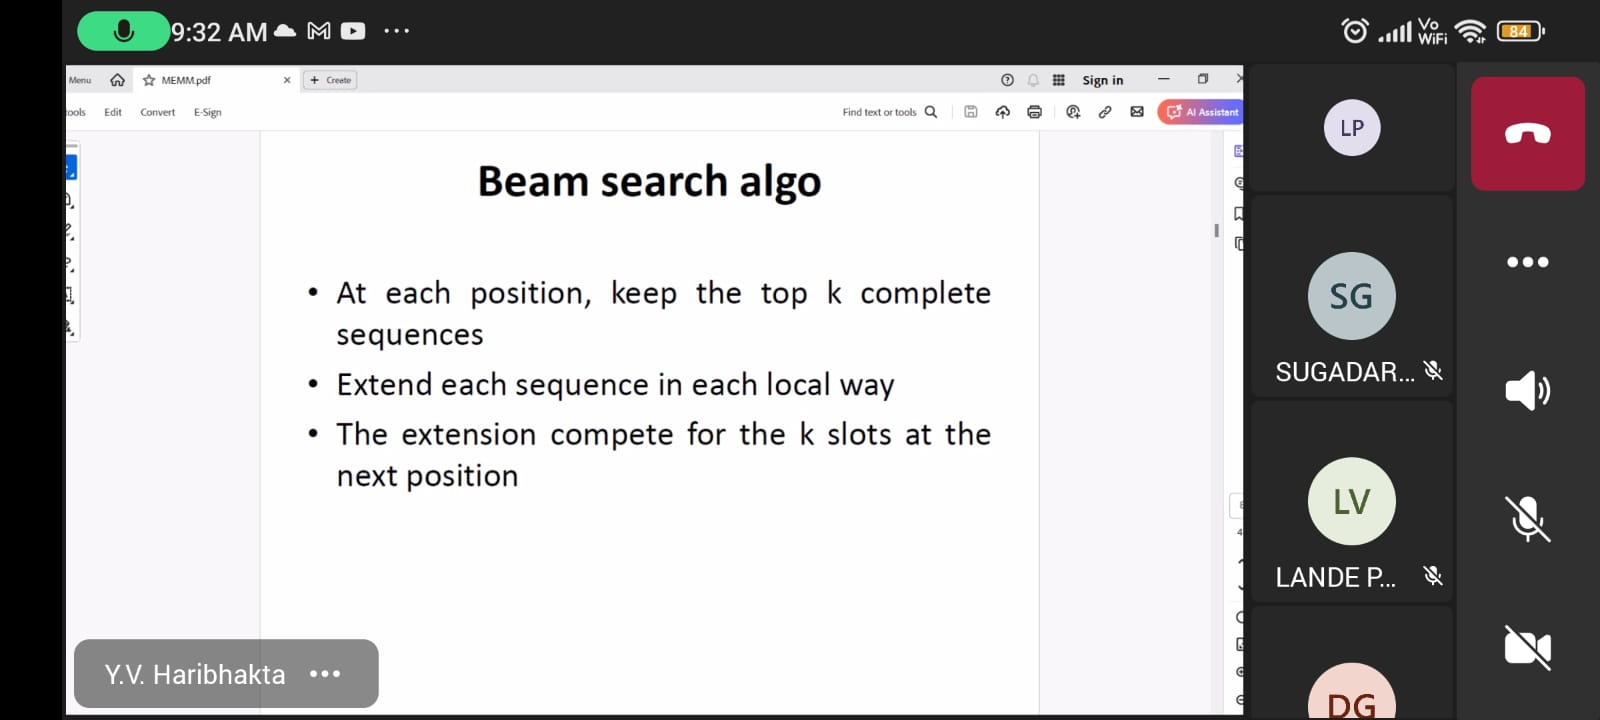 9:32 AM
Vo
WiFi
84
Menu
MEMM.pdf
+ Create
Sign in
ools
Edit
Convert
E-Sign
Find text or tools
AI Assistant
Beam search algo
• At each position, keep the top k complete
sequences
• Extend each sequence in each local way
• The extension compete for the k slots at the
next position
Y.V. Haribhakta
LP
SG
SUGADAR...
LV
LANDE P...
DG